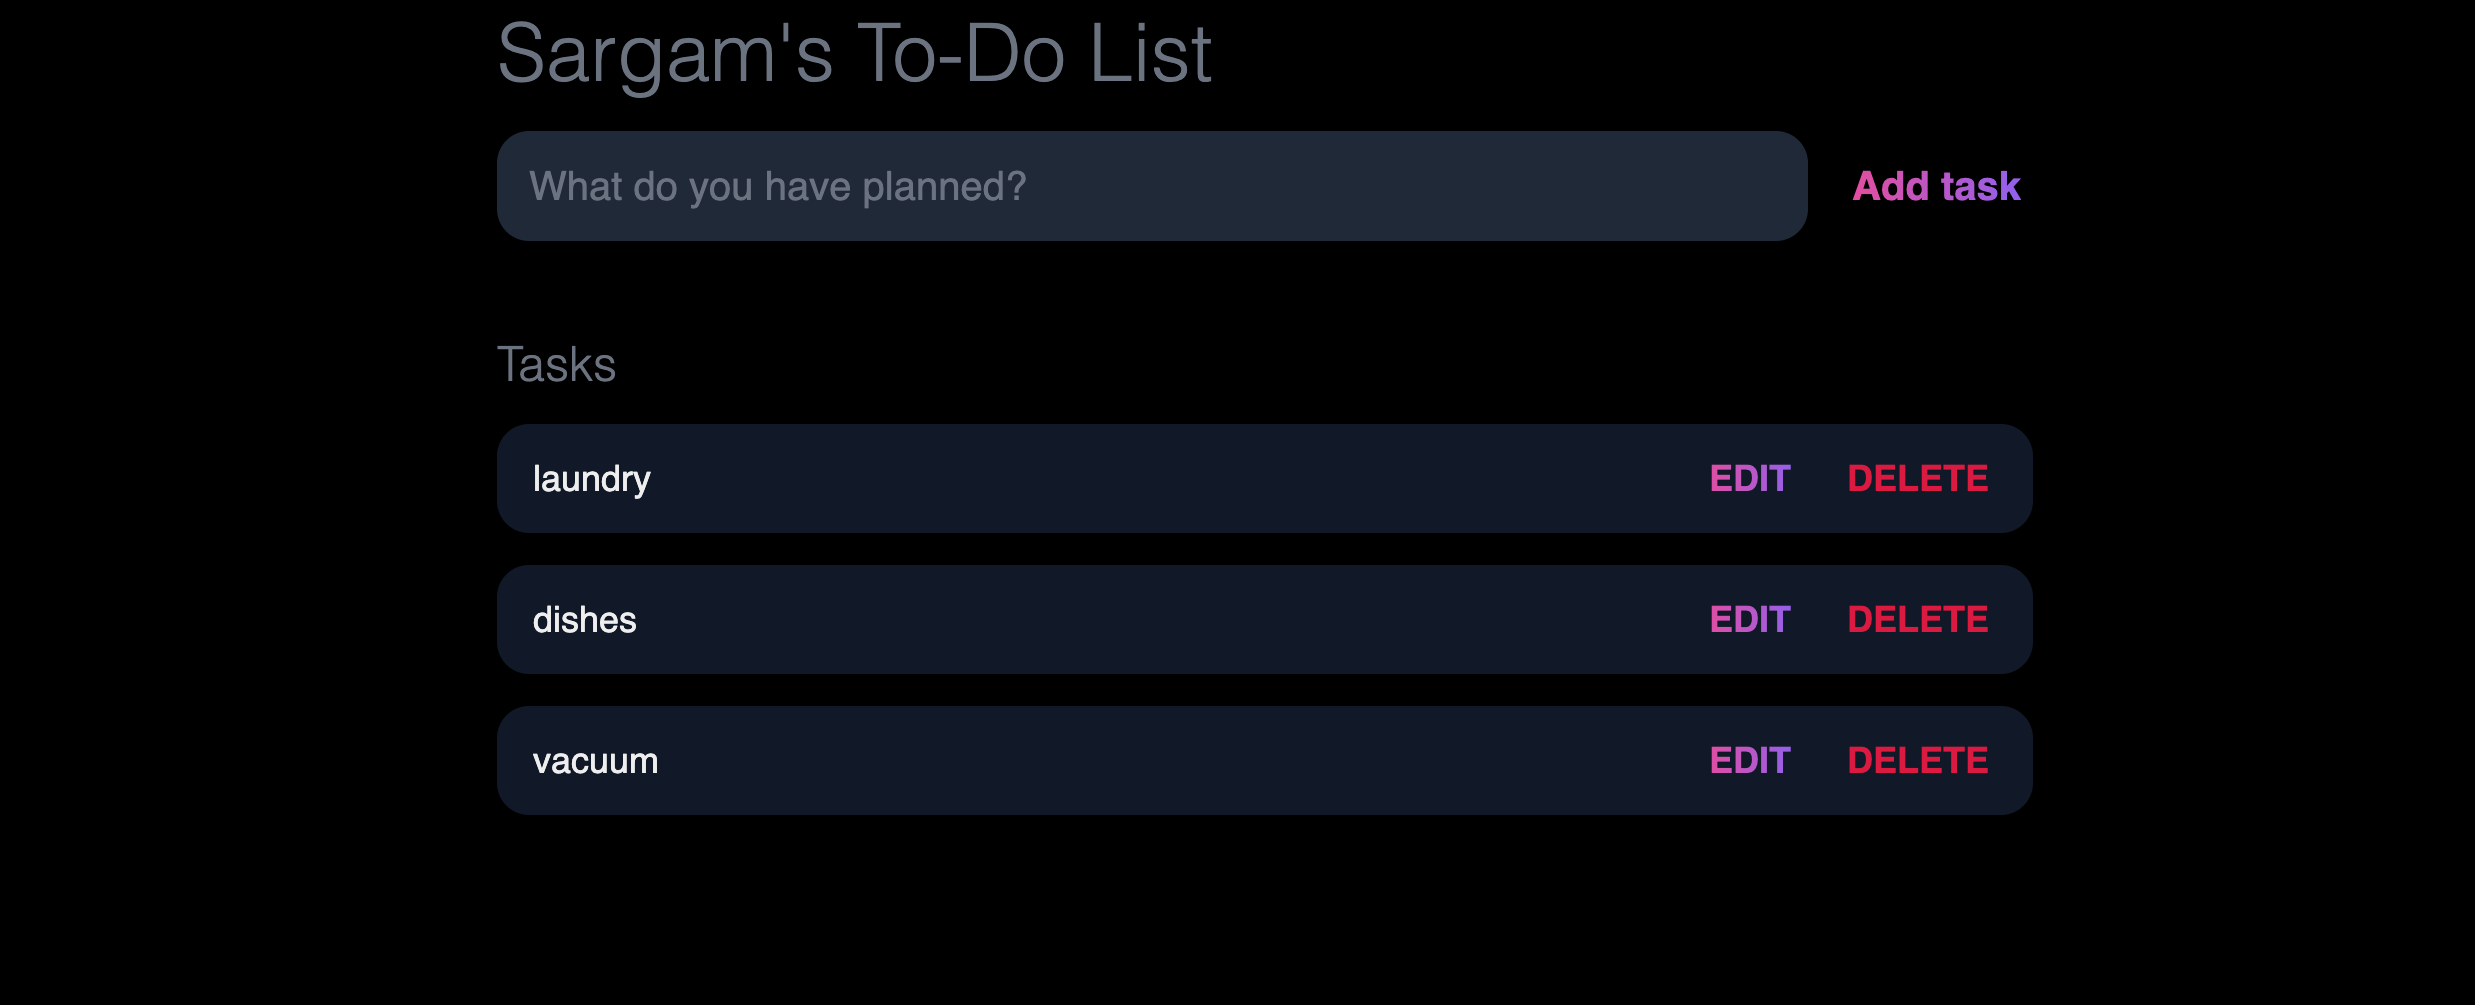 Sargam's To-Do List
What do you have planned? Add task
Tasks
laundry EDIT DELETE
dishes EDIT DELETE
vacuum EDIT DELETE